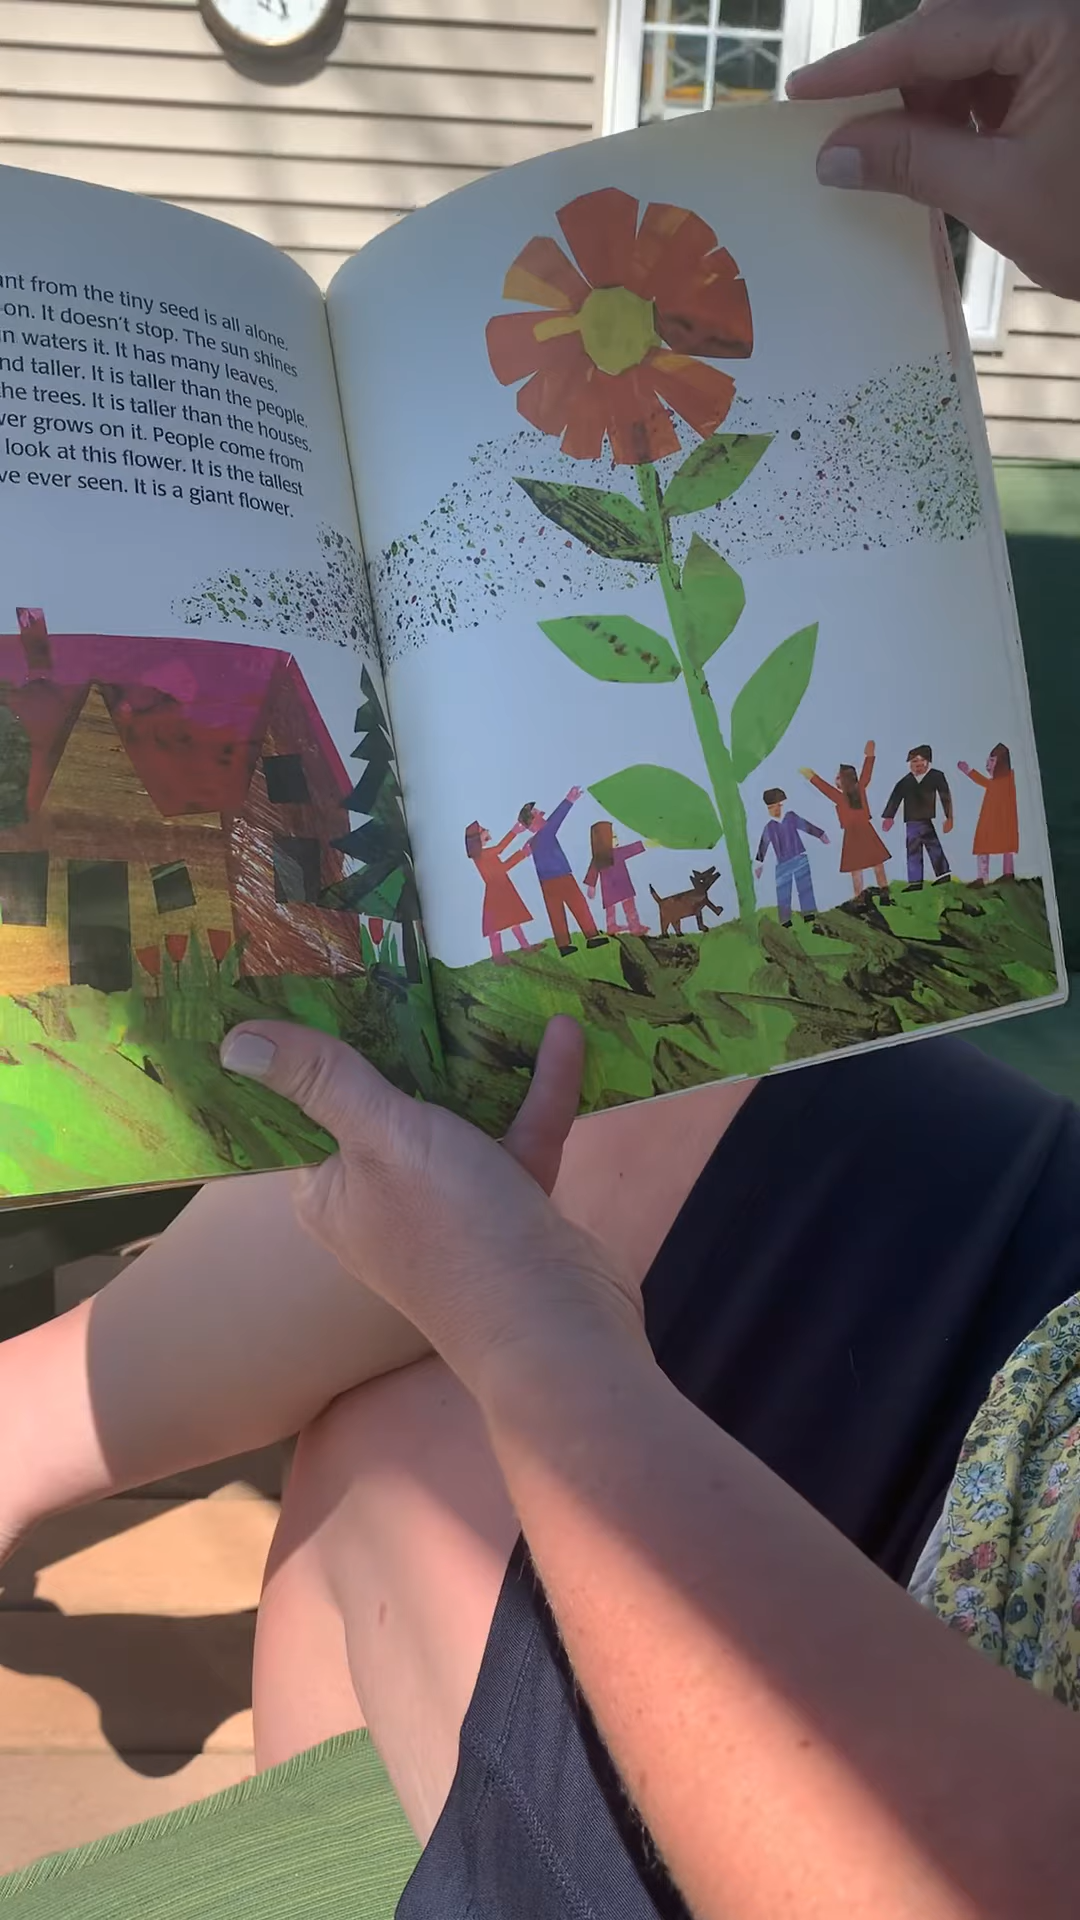 ant from the tiny seed is all alone.
on. It doesn't stop. The sun shines
n waters it. It has many leaves.
nd taller. It is taller than the people.
he trees. It is taller than the houses.
ver grows on it. People come from
look at this flower. It is the tallest
ve ever seen. It is a giant flower.